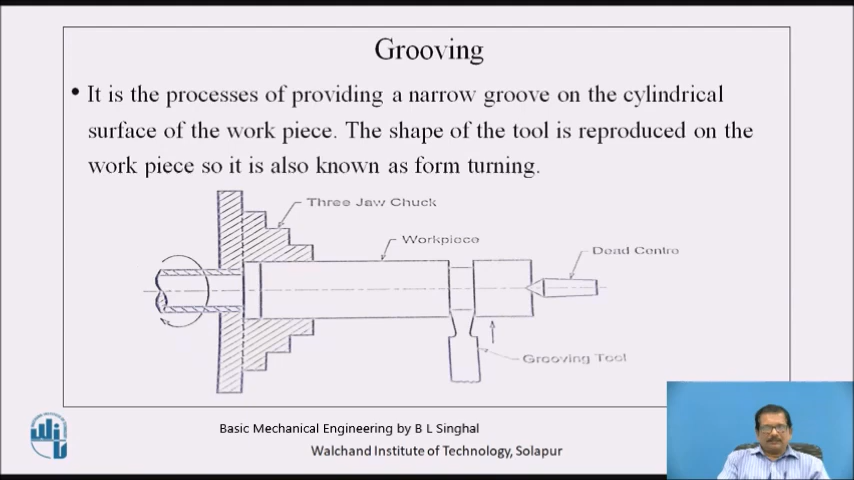 Grooving
• It is the processes of providing a narrow groove on the cylindrical
surface of the work piece. The shape of the tool is reproduced on the
work piece so it is also known as form turning.
Three Jaw Chuck
Workpiece
Dead Centre
Grooving Tool
Basic Mechanical Engineering by B L Singhal
Walchand Institute of Technology, Solapur